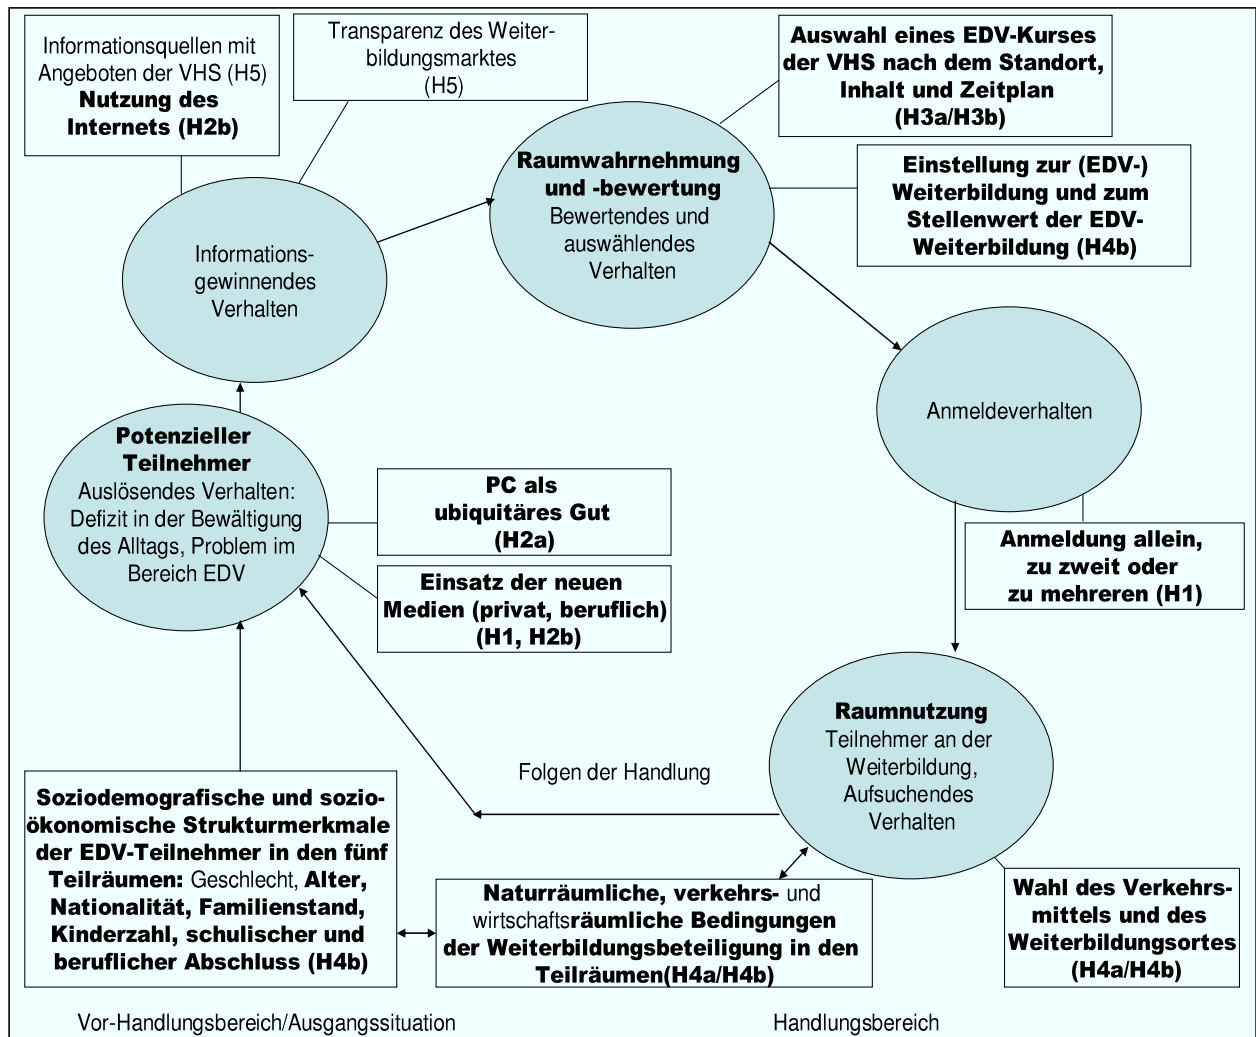 Informationsquellen mit
Angeboten der VHS (H5)
Nutzung des
Internets (H2b)
Transparenz des Weiter-
bildungsmarktes
(H5)
Auswahl eines EDV-Kurses
der VHS nach dem Standort,
Inhalt und Zeitplan
(H3a/H3b)
Raumwahrnehmung
und -bewertung
Bewertendes und
auswählendes
Verhalten
Einstellung zur (EDV-)
Weiterbildung und zum
Stellenwert der EDV-
Weiterbildung (H4b)
Informations-
gewinnendes
Verhalten
Anmeldeverhalten
Potenzieller
Teilnehmer
Auslösendes Verhalten:
Defizit in der Bewältigung
des Alltags, Problem im
Bereich EDV
PC als
ubiquitäres Gut
(H2a)
Einsatz der neuen
Medien (privat, beruflich)
(H1, H2b)
Anmeldung allein,
zu zweit oder
zu mehreren (H1)
Raumnutzung
Teilnehmer an der
Weiterbildung,
Aufsuchendes
Verhalten
Folgen der Handlung
Soziodemografische und sozio-
ökonomische Strukturmerkmale
der EDV-Teilnehmer in den fünf
Teilräumen: Geschlecht, Alter,
Nationalität, Familienstand,
Kinderzahl, schulischer und
beruflicher Abschluss (H4b)
Naturräumliche, verkehrs- und
wirtschaftsräumliche Bedingungen
der Weiterbildungsbeteiligung in den
Teilräumen(H4a/H4b)
Wahl des Verkehrs-
mittels und des
Weiterbildungsortes
(H4a/H4b)
Vor-Handlungsbereich/Ausgangssituation
Handlungsbereich